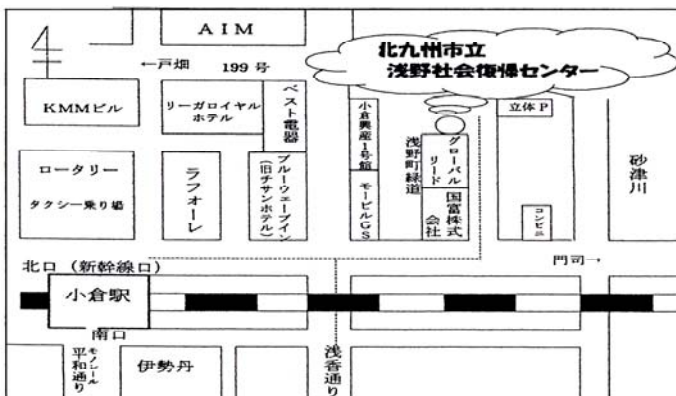 AIM
北九州市立
浅野社会復帰センター
←戸畑
199号
KMMビル
リーガロイヤル
ホテル
ベスト電器
小倉興産1号館
浅野町緑道
グローバル
リード
立体P
砂津川
ロータリー
タクシー乗り場
ラフォーレ
ブルーウェーブイン
(旧チサンホテル)
モービルGS
国富株式
会社
コンビニ
北口(新幹線口)
門司→
小倉駅
南口
モノレール
平和通り
伊勢丹
浅香通り